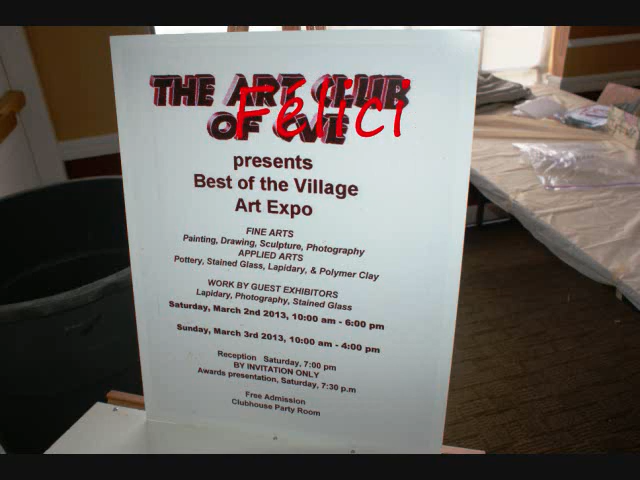 THE ART CLUB
OF CVE
Félici
presents
Best of the Village
Art Expo
FINE ARTS
Painting, Drawing, Sculpture, Photography
APPLIED ARTS
Pottery, Stained Glass, Lapidary, & Polymer Clay
WORK BY GUEST EXHIBITORS
Lapidary, Photography, Stained Glass
Saturday, March 2nd 2013, 10:00 am - 6:00 pm
Sunday, March 3rd 2013, 10:00 am - 4:00 pm
Reception Saturday, 7:00 pm
BY INVITATION ONLY
Awards presentation, Saturday, 7:30 p.m
Free Admission
Clubhouse Party Room